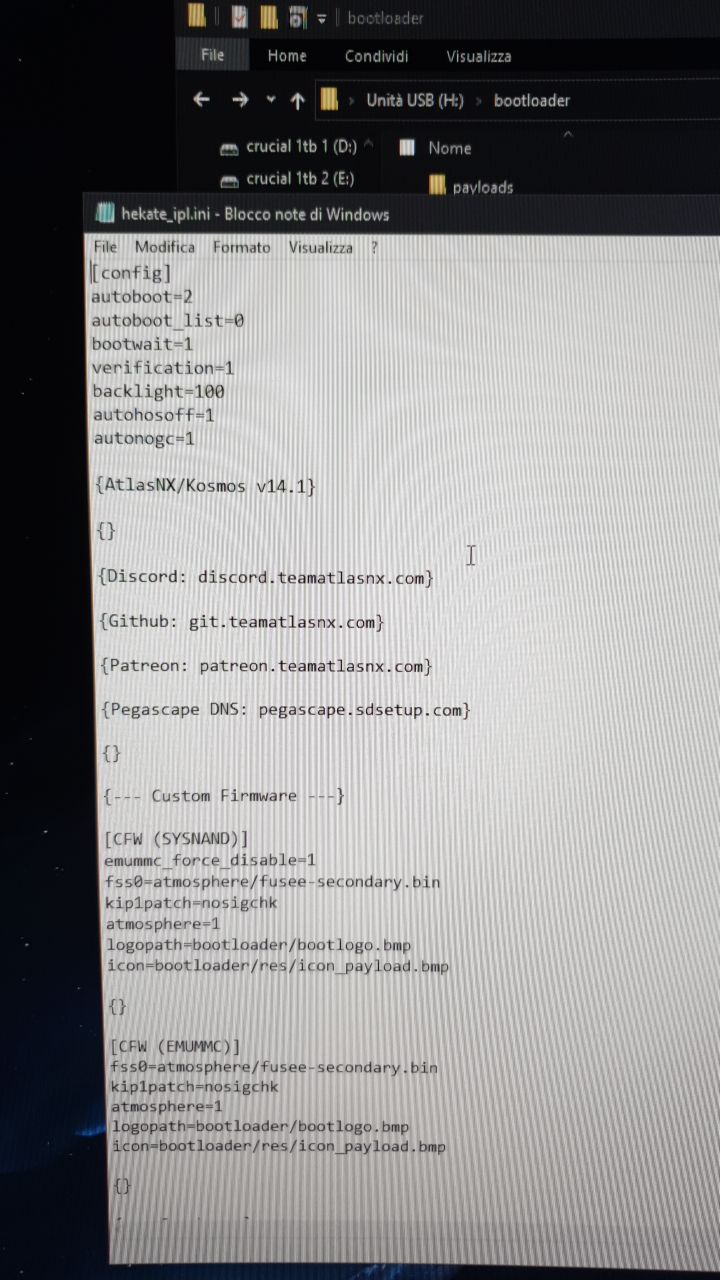 bootloader
File Home Condividi Visualizza
Unità USB (H:) > bootloader
crucial 1tb 1 (D:)
Nome
crucial 1tb 2 (E:)
payloads
hekate_ipl.ini - Blocco note di Windows
File Modifica Formato Visualizza ?
[config]
autoboot=2
autoboot_list=0
bootwait=1
verification=1
backlight=100
autohosoff=1
autonogc=1
{AtlasNX/Kosmos v14.1}
{}
{Discord: discord.teamatlasnx.com}
{Github: git.teamatlasnx.com}
{Patreon: patreon.teamatlasnx.com}
{Pegascape DNS: pegascape.sdsetup.com}
{}
{--- Custom Firmware ---}
[CFW (SYSNAND)]
emummc_force_disable=1
fss0=atmosphere/fusee-secondary.bin
kip1patch=nosigchk
atmosphere=1
logopath=bootloader/bootlogo.bmp
icon=bootloader/res/icon_payload.bmp
{}
[CFW (EMUMMC)]
fss0=atmosphere/fusee-secondary.bin
kip1patch=nosigchk
atmosphere=1
logopath=bootloader/bootlogo.bmp
icon=bootloader/res/icon_payload.bmp
{}